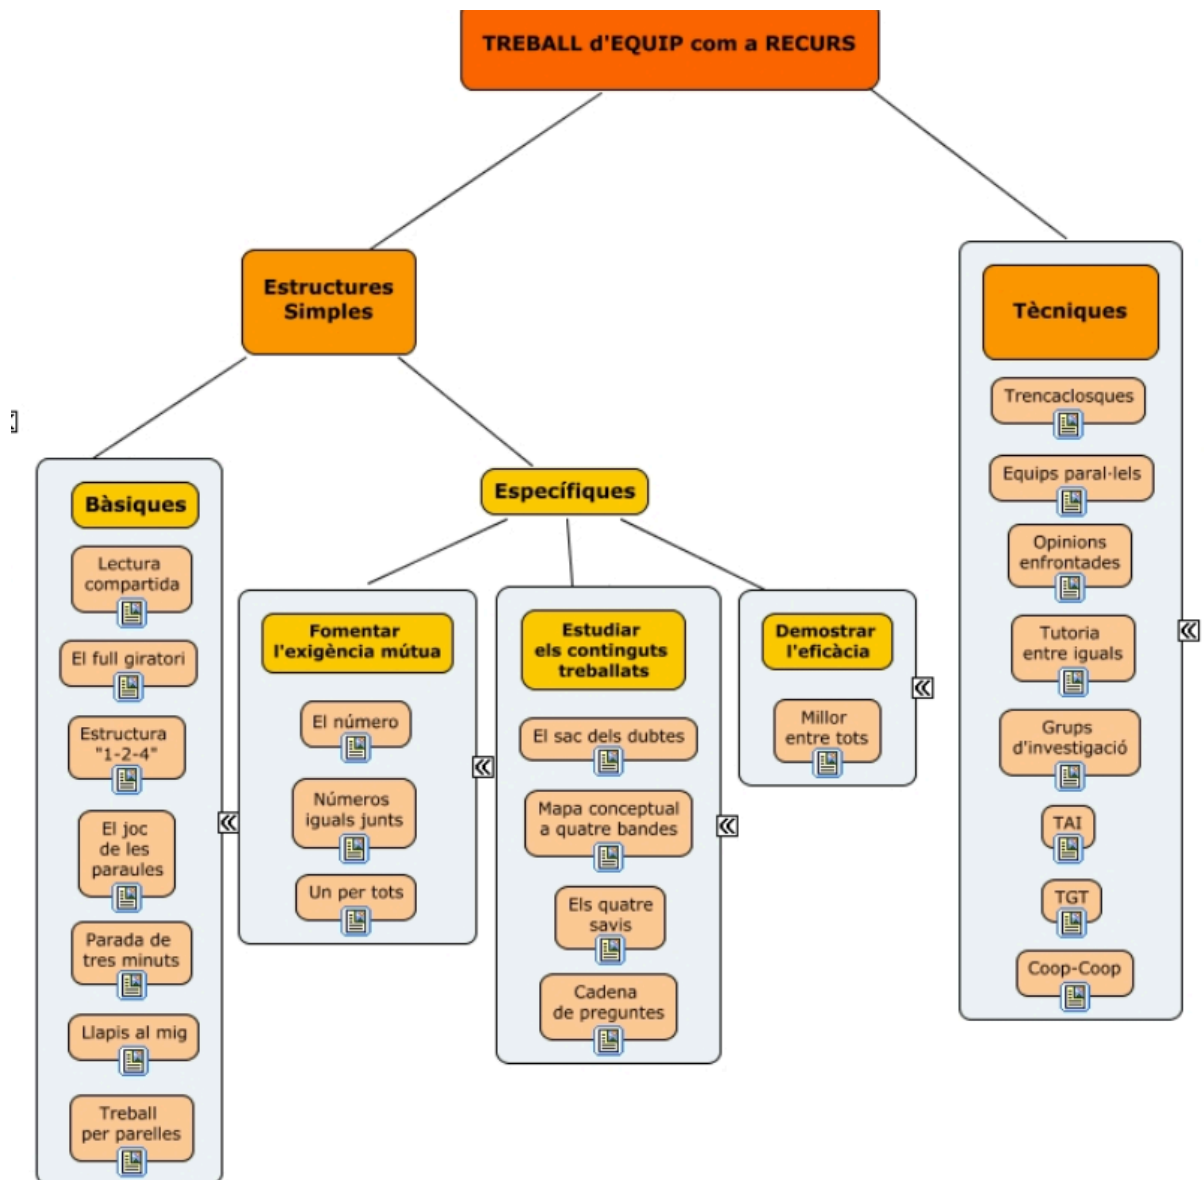 TREBALL d'EQUIP com a RECURS
Estructures
Simples
Tècniques
Trencaclosques
Equips paral·lels
Opinions
enfrontades
Tutoria
entre iguals
Grups
d'investigació
TAI
TGT
Coop-Coop
Bàsiques
Lectura
compartida
El full giratori
Estructura
"1-2-4"
El joc
de les
paraules
Parada de
tres minuts
Llapis al mig
Treball
per parelles
Específiques
Fomentar
l'exigència mútua
El número
Números
iguals junts
Un per tots
Estudiar
els continguts
treballats
El sac dels dubtes
Mapa conceptual
a quatre bandes
Els quatre
savis
Cadena
de preguntes
Demostrar
l'eficàcia
Millor
entre tots